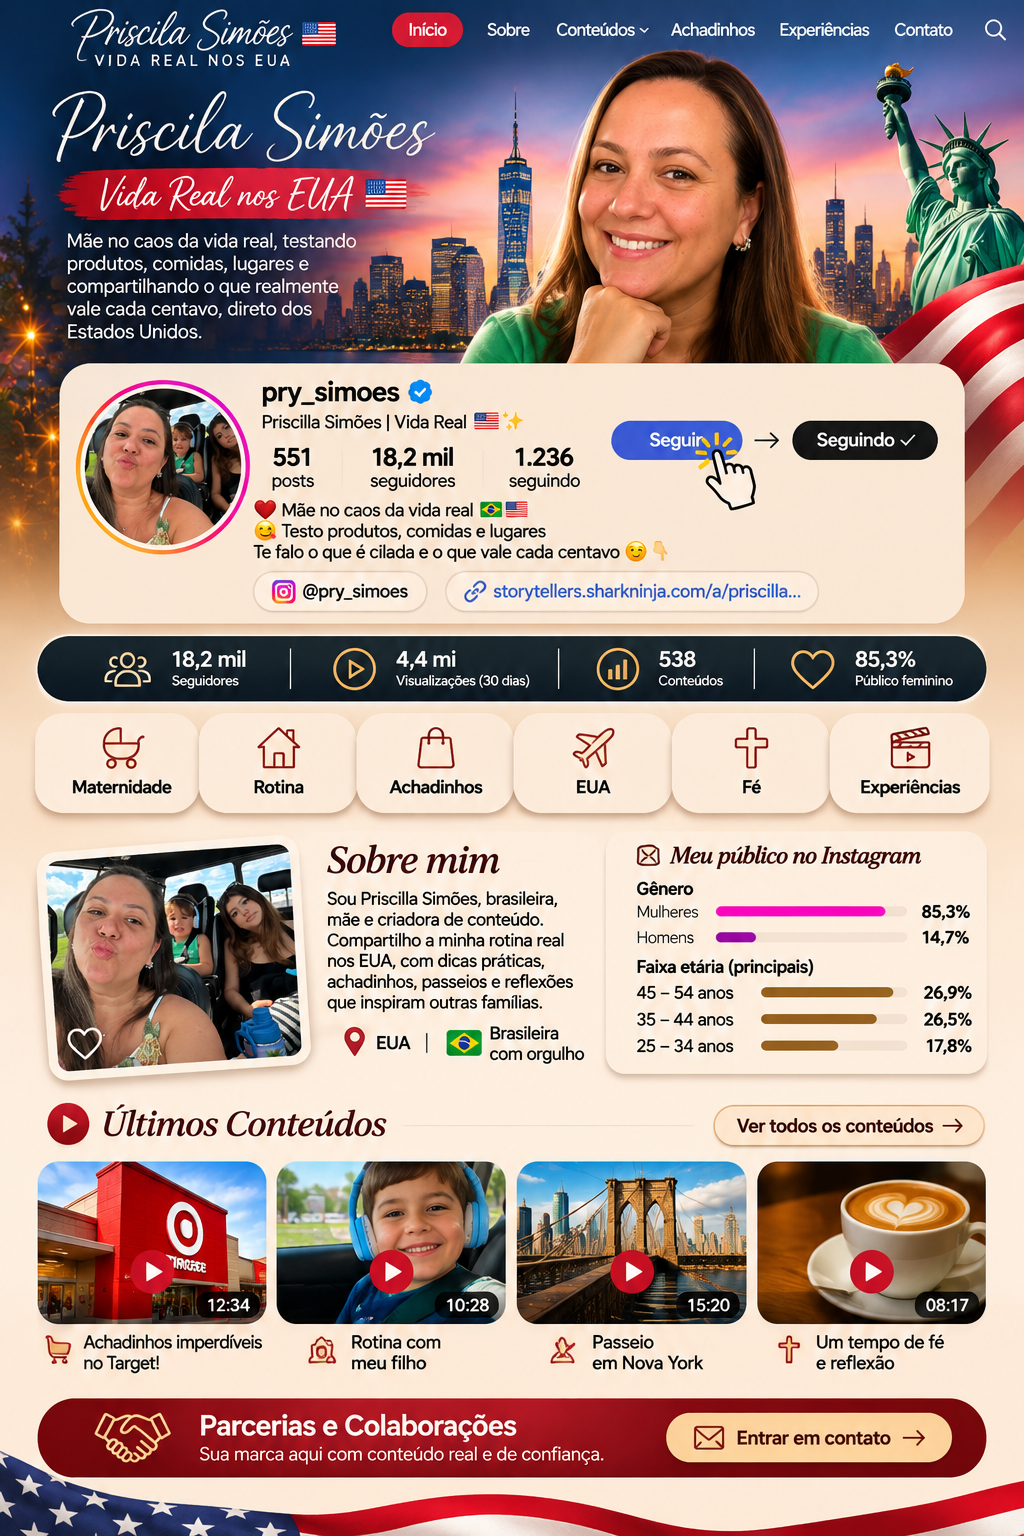 Priscila Simões
VIDA REAL NOS EUA
Início
Sobre
Conteúdos
Achadinhos
Experiências
Contato
Priscila Simões
Vida Real nos EUA
Mãe no caos da vida real, testando
produtos, comidas, lugares e
compartilhando o que realmente
vale cada centavo, direto dos
Estados Unidos.
pry_simoes
Priscilla Simões | Vida Real 🇺🇸✨
551
posts
18,2 mil
seguidores
1.236
seguindo
Seguir
→
Seguindo ✓
❤️ Mãe no caos da vida real 🇧🇷🇺🇸
🥰 Testo produtos, comidas e lugares
Te falo o que é cilada e o que vale cada centavo 😉👇
@pry_simoes
storytellers.sharkninja.com/a/priscilla...
18,2 mil
Seguidores
4,4 mi
Visualizações (30 dias)
538
Conteúdos
85,3%
Público feminino
Maternidade
Rotina
Achadinhos
EUA
Fé
Experiências
Sobre mim
Sou Priscilla Simões, brasileira,
mãe e criadora de conteúdo.
Compartilho a minha rotina real
nos EUA, com dicas práticas,
achadinhos, passeios e reflexões
que inspiram outras famílias.
EUA |
Brasileira
com orgulho
Meu público no Instagram
Gênero
Mulheres 85,3%
Homens 14,7%
Faixa etária (principais)
45 – 54 anos 26,9%
35 – 44 anos 26,5%
25 – 34 anos 17,8%
Últimos Conteúdos
Ver todos os conteúdos →
12:34
10:28
15:20
08:17
Achadinhos imperdíveis
no Target!
Rotina com
meu filho
Passeio
em Nova York
Um tempo de fé
e reflexão
Parcerias e Colaborações
Sua marca aqui com conteúdo real e de confiança.
Entrar em contato →